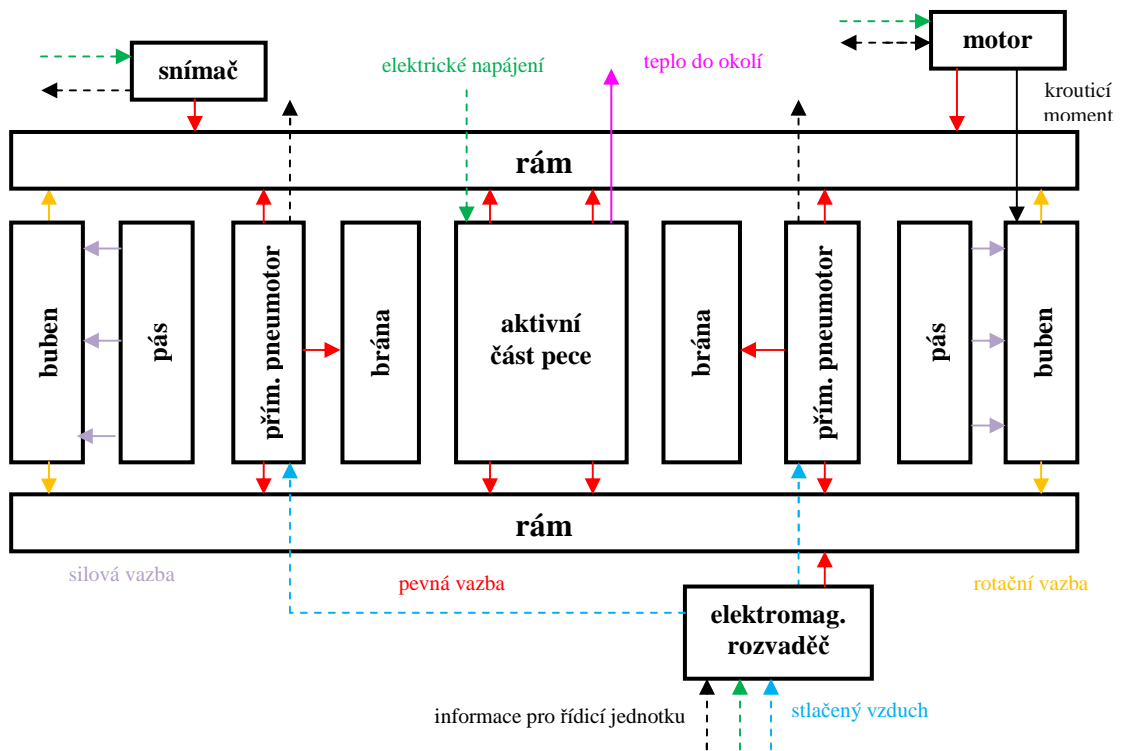 snímač
elektrické napájení
teplo do okolí
motor
krouticí
moment
rám
buben
pás
přím. pneumotor
brána
aktivní
část pece
brána
přím. pneumotor
pás
buben
rám
silová vazba
pevná vazba
rotační vazba
elektromag.
rozvaděč
informace pro řídicí jednotku
stlačený vzduch